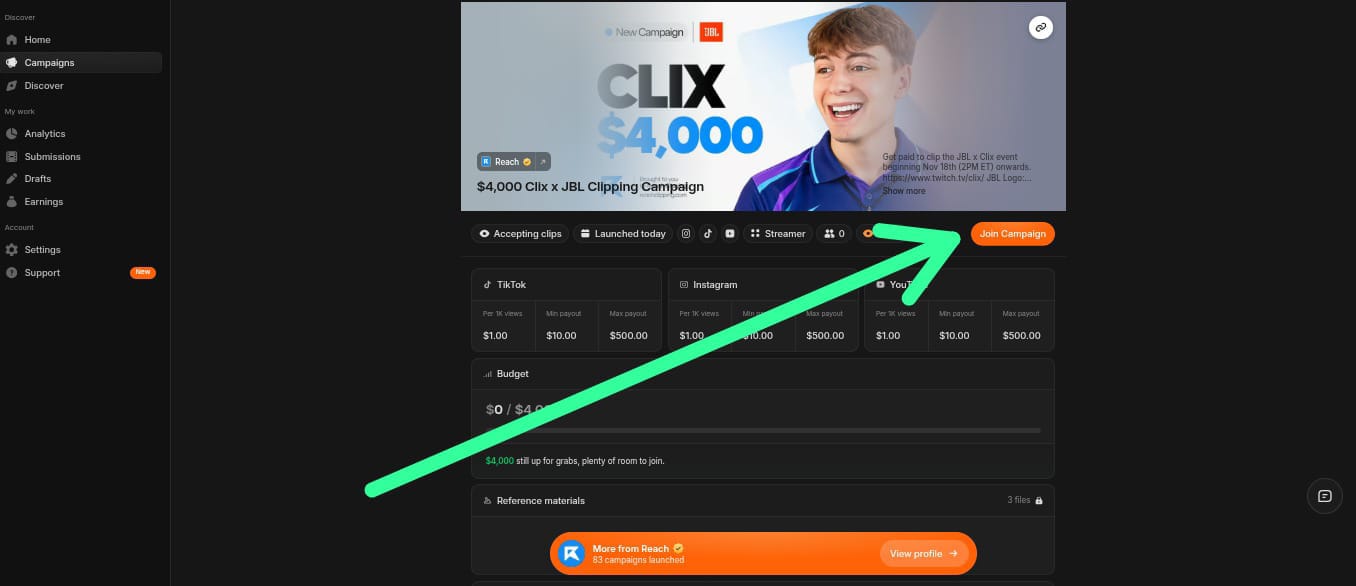 Discover
Home
Campaigns
Discover
My work
Analytics
Submissions
Drafts
Earnings
Account
Settings
Support
New
New Campaign
JBL
CLIX
$4,000
Reach
Brought to you
$4,000 Clix x JBL Clipping Campaign
Get paid to clip the JBL x Clix event
beginning Nov 18th (2PM ET) onwards.
https://www.twitch.tv/clix/ JBL Logo:...
Show more
Accepting clips
Launched today
Streamer
0
Join Campaign
TikTok
Per 1K views
Min payout
Max payout
$1.00
$10.00
$500.00
Instagram
Per 1K views
Max payout
$1.00
$500.00
Per 1K views
Min payout
Max payout
$1.00
$10.00
$500.00
Budget
$0 /
$4,000 still up for grabs, plenty of room to join.
Reference materials
3 files
More from Reach
83 campaigns launched
View profile